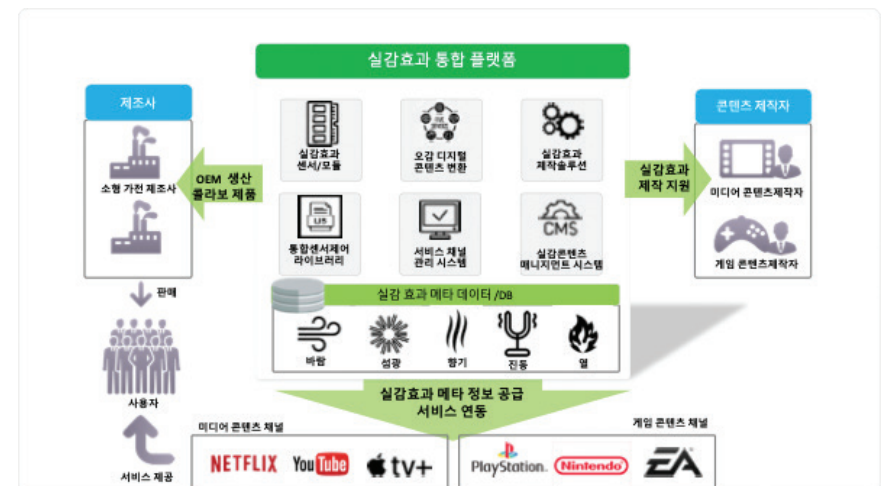 실감효과 통합 플랫폼
제조사
소형 가전 제조사
판매
사용자
서비스 제공
OEM 생산
콜라보 제품
실감효과
센서/모듈
오감 디지털
콘텐츠 변환
실감효과
제작솔루션
통합센서제어
라이브러리
서비스 채널
관리 시스템
CMS
실감콘텐츠
매니지먼트 시스템
실감 효과 메타 데이터 /DB
바람
섬광
향기
진동
열
실감효과
제작 지원
콘텐츠 제작자
미디어 콘텐츠제작자
게임 콘텐츠제작자
실감효과 메타 정보 공급
서비스 연동
미디어 콘텐츠 채널
NETFLIX YouTube tv+
게임 콘텐츠 채널
PlayStation. Nintendo EA